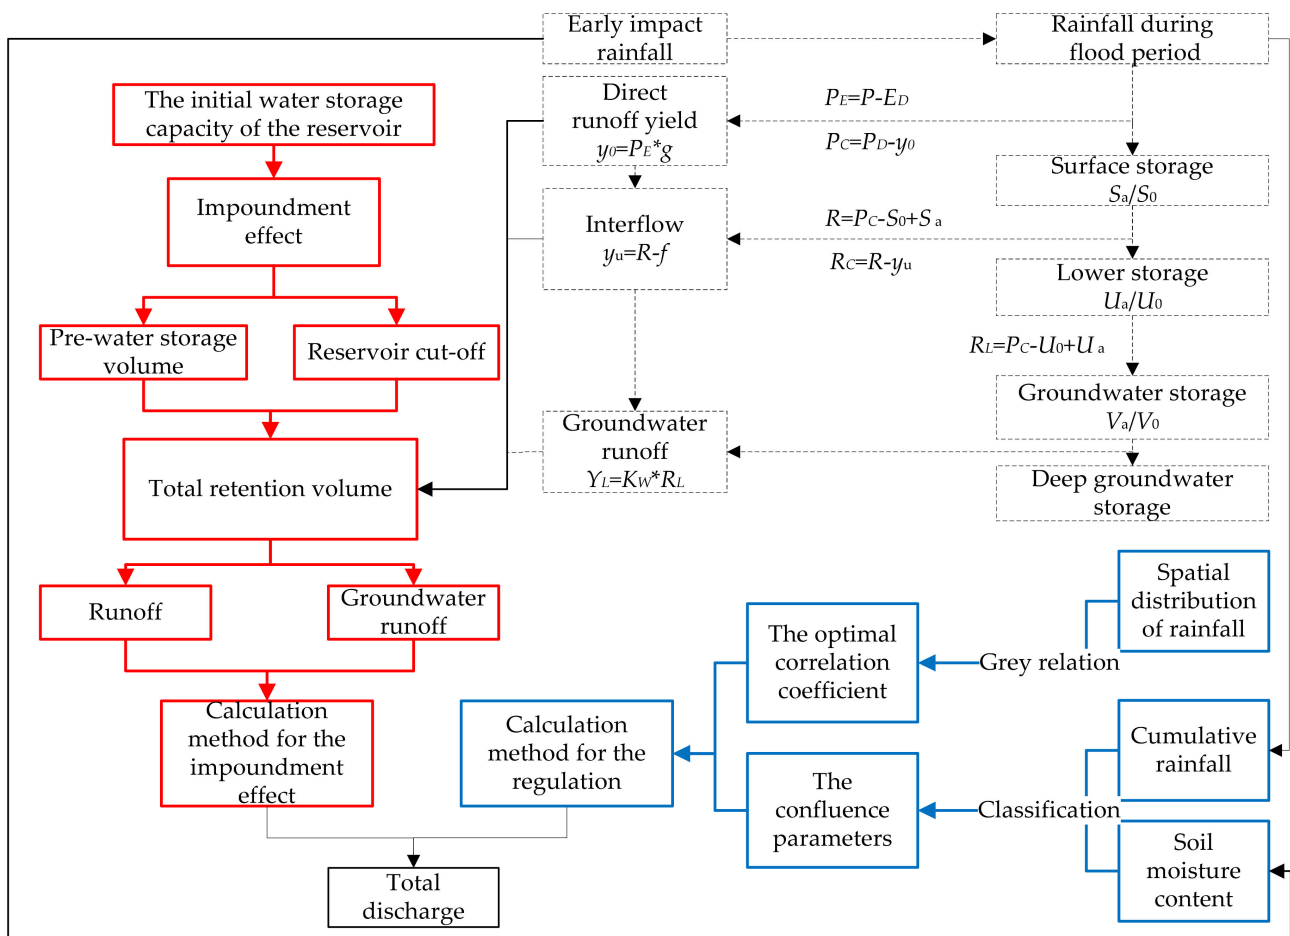 Early impact
rainfall
Rainfall during
flood period
The initial water storage
capacity of the reservoir
Direct
runoff yield
y0=PE*g
PE=P-ED
PC=PD-y0
Surface storage
Sa/S0
Impoundment
effect
Interflow
yu=R-f
R=PC-S0+S a
RC=R-yu
Lower storage
Ua/U0
Pre-water storage
volume
Reservoir cut-off
RL=PC-U0+U a
Groundwater storage
Va/V0
Groundwater
runoff
YL=KW*RL
Total retention volume
Deep groundwater
storage
Runoff
Groundwater
runoff
Spatial
distribution
of rainfall
The optimal
correlation
coefficient
Grey relation
Calculation
method for the
impoundment
effect
Calculation
method for the
regulation
Cumulative
rainfall
The
confluence
parameters
Classification
Soil
moisture
content
Total
discharge